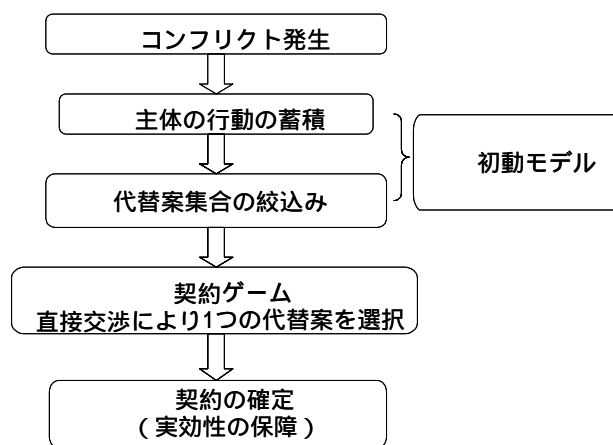 コンフリクト発生
主体の行動の蓄積
初動モデル
代替案集合の絞込み
契約ゲーム
直接交渉により1つの代替案を選択
契約の確定
(実効性の保障)